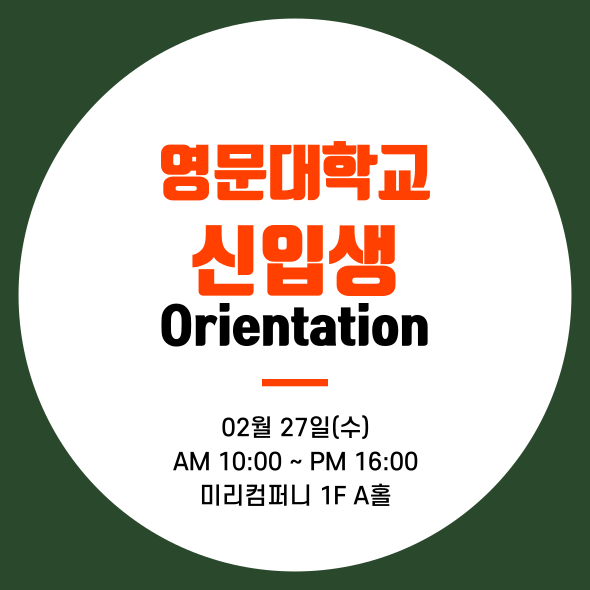 영문대학교
신입생
Orientation
02월 27일(수)
AM 10:00 ~ PM 16:00
미리컴퍼니 1F A홀